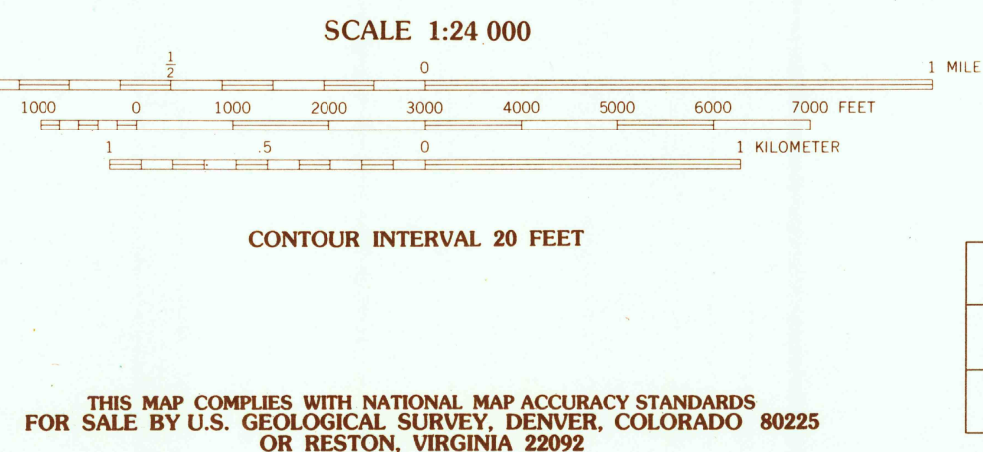 SCALE 1:24 000
1/2 0 1 MILE
1000 0 1000 2000 3000 4000 5000 6000 7000 FEET
1 .5 0 1 KILOMETER
CONTOUR INTERVAL 20 FEET
THIS MAP COMPLIES WITH NATIONAL MAP ACCURACY STANDARDS
FOR SALE BY U.S. GEOLOGICAL SURVEY, DENVER, COLORADO 80225
OR RESTON, VIRGINIA 22092